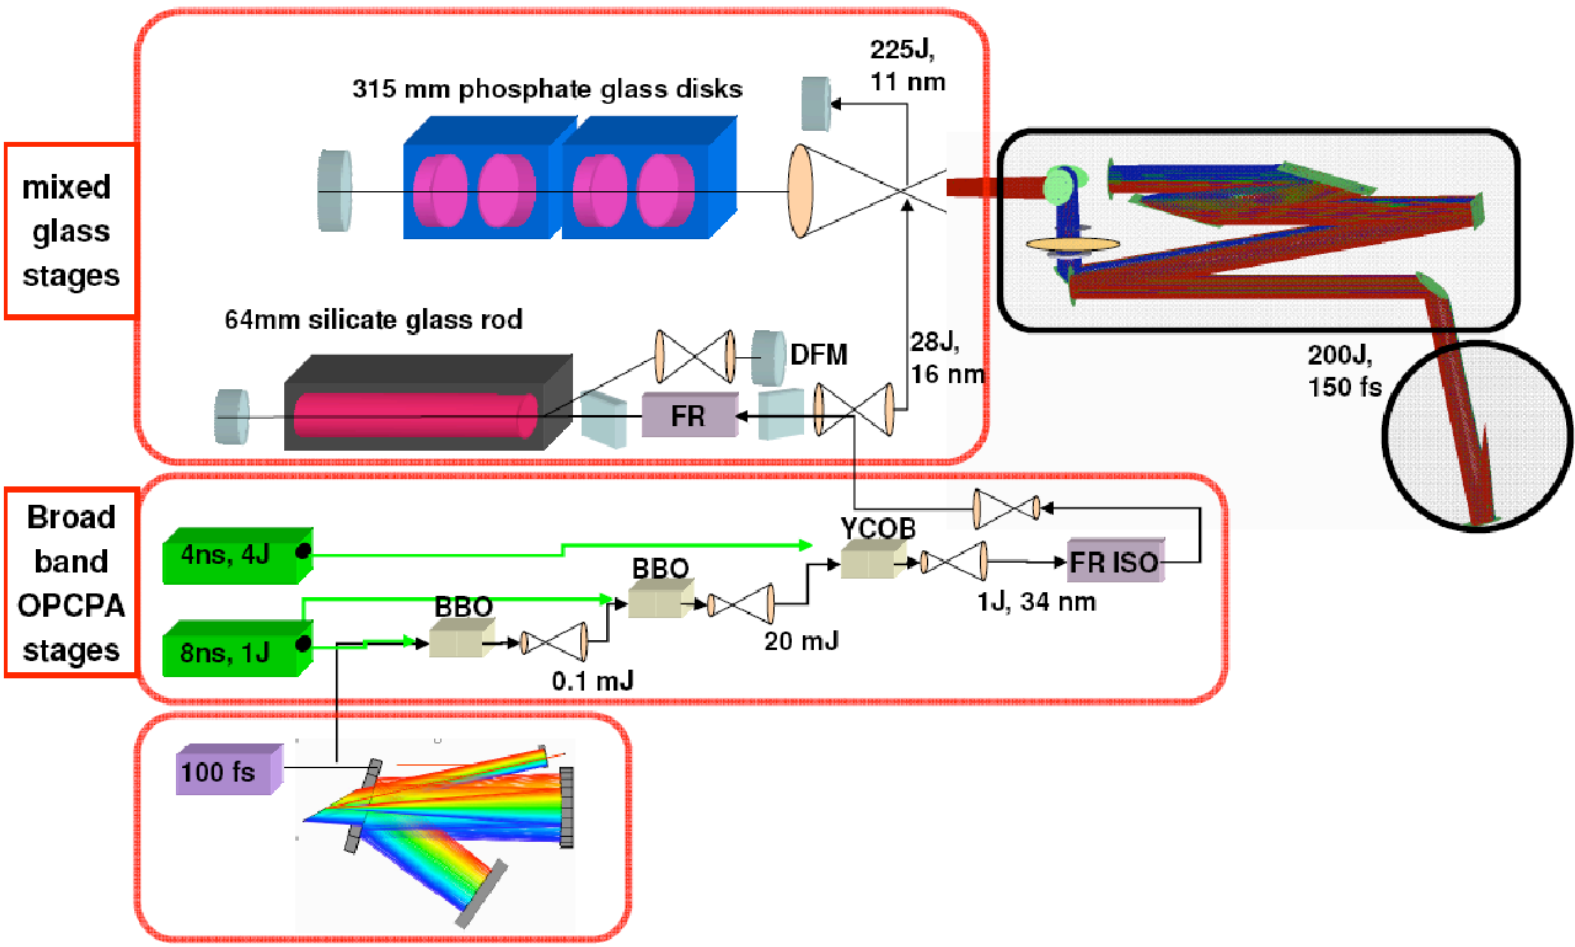 225J,
11 nm
315 mm phosphate glass disks
mixed
glass
stages
64mm silicate glass rod
DFM
28J,
16 nm
FR
200J,
150 fs
Broad
band
OPCPA
stages
4ns, 4J
YCOB
BBO
FR ISO
1J, 34 nm
BBO
8ns, 1J
20 mJ
0.1 mJ
100 fs